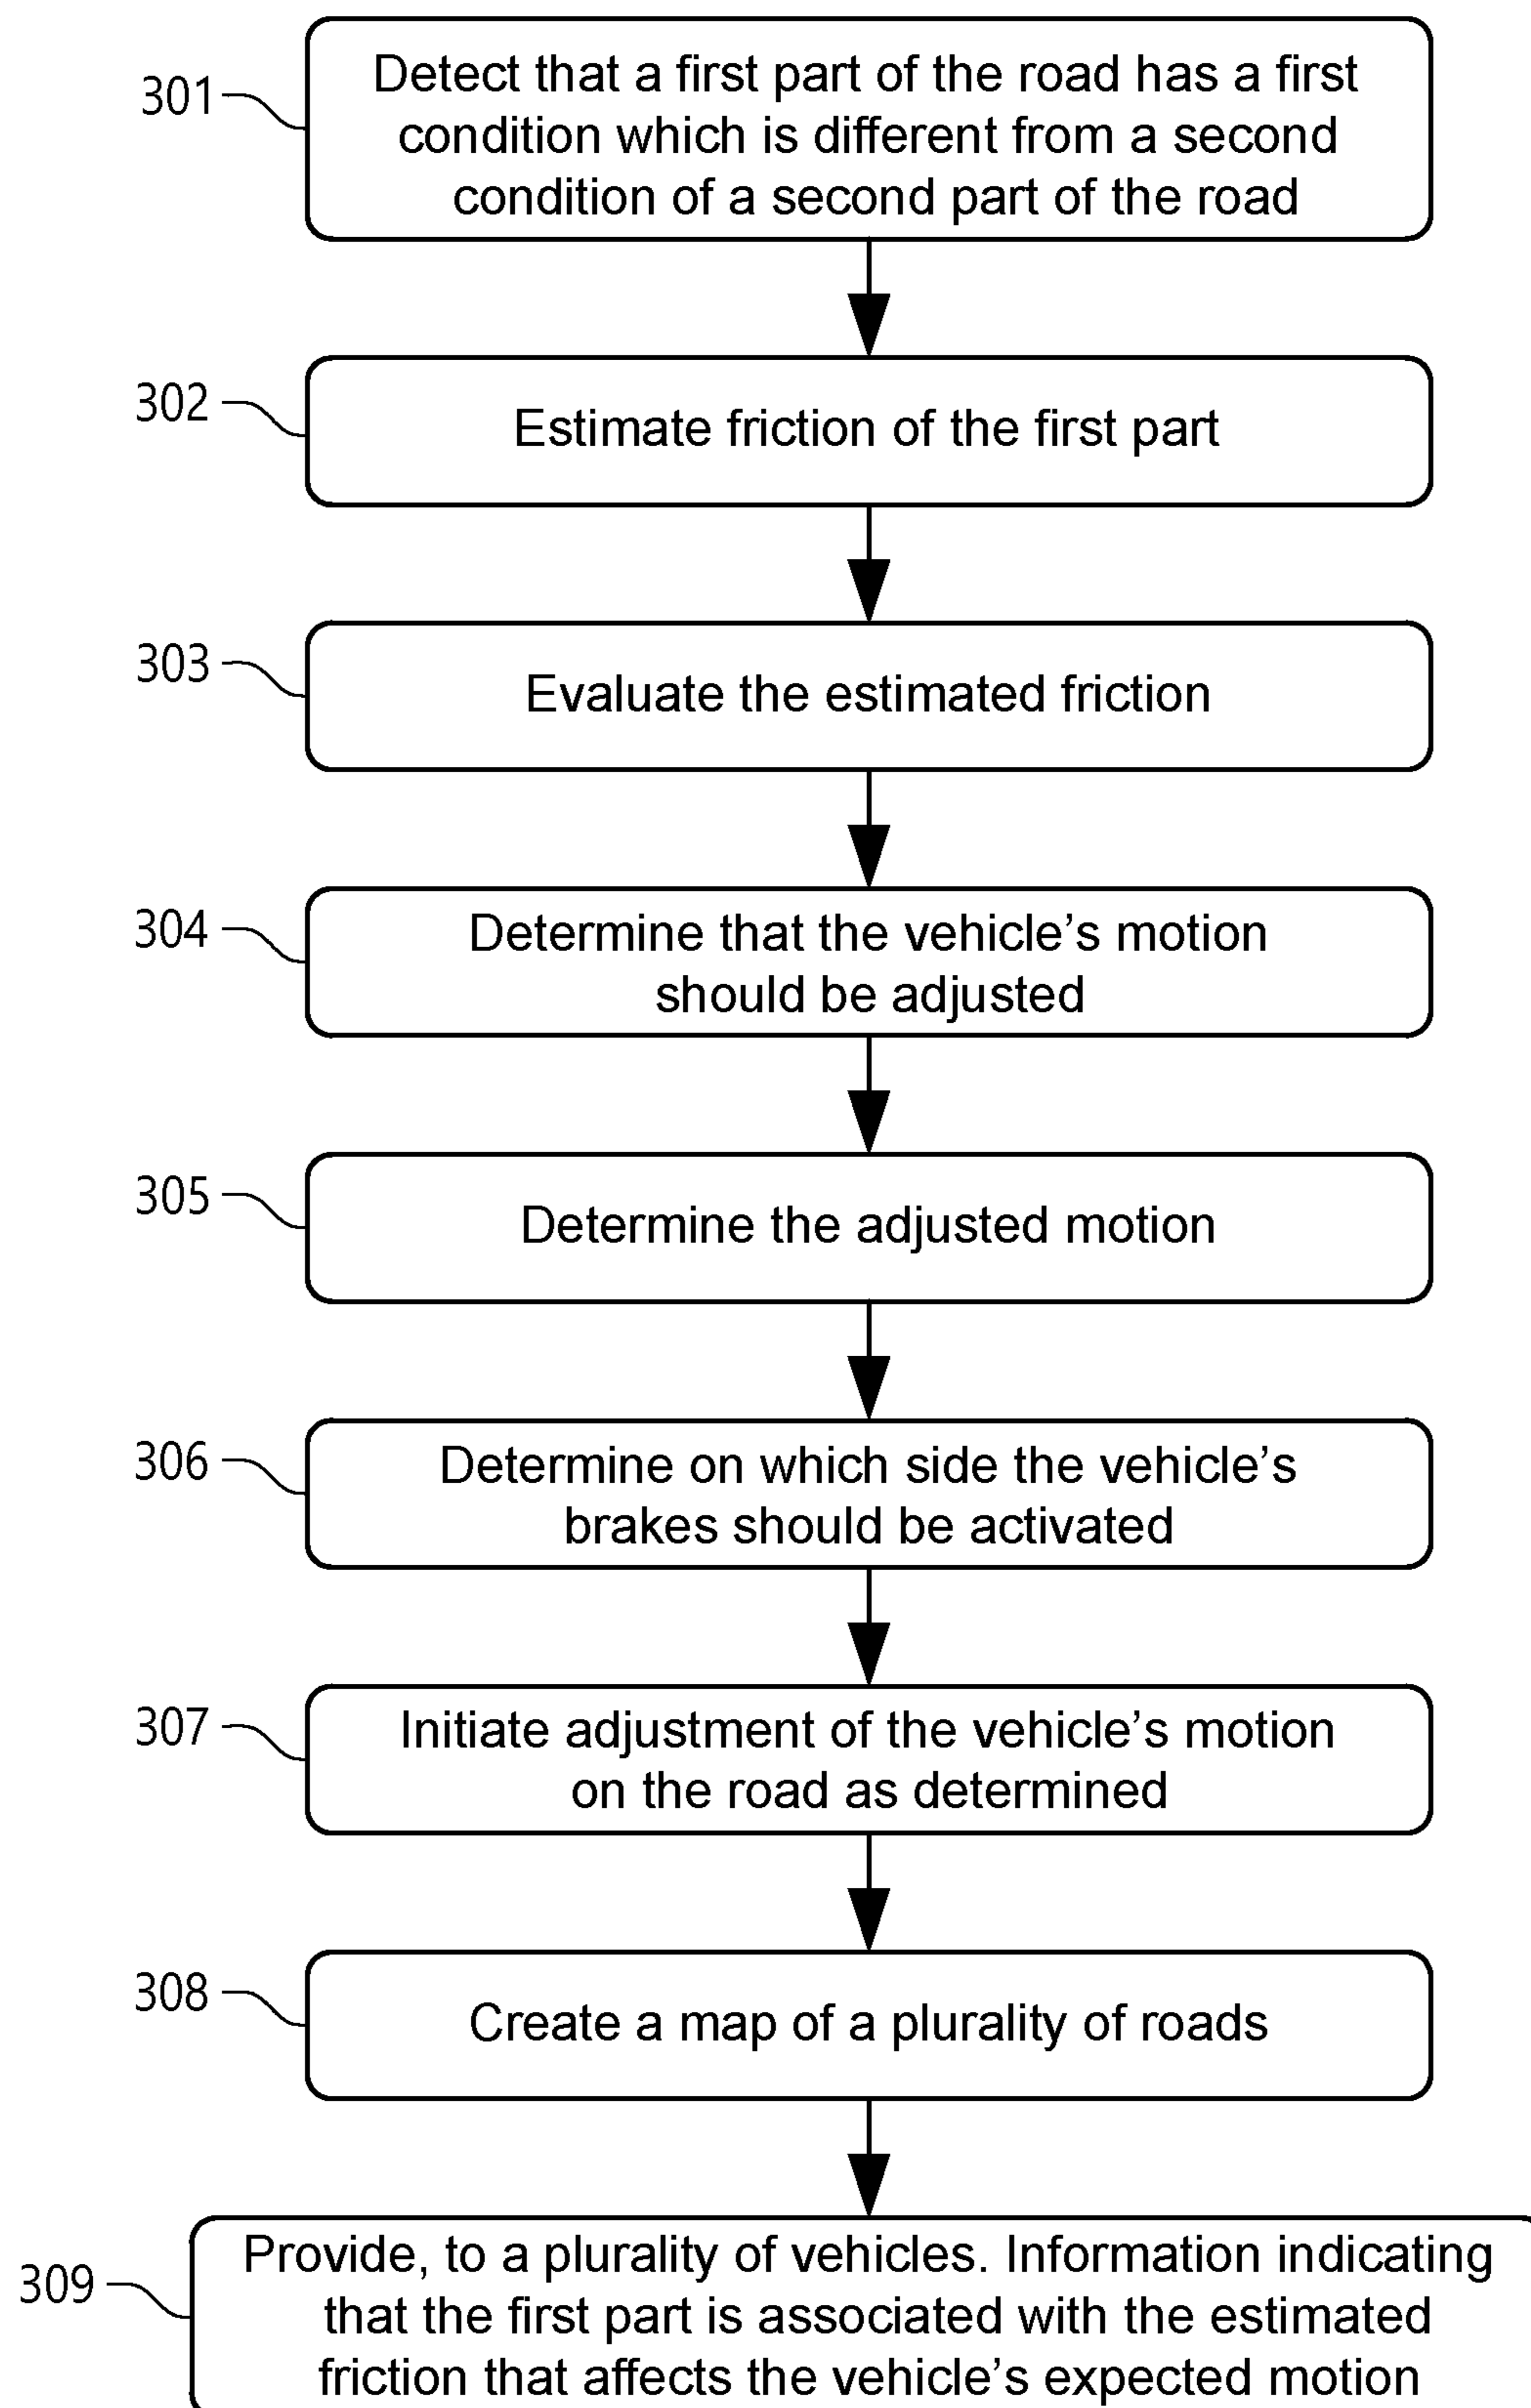 301
Detect that a first part of the road has a first
condition which is different from a second
condition of a second part of the road
302
Estimate friction of the first part
303
Evaluate the estimated friction
304
Determine that the vehicle’s motion
should be adjusted
305
Determine the adjusted motion
306
Determine on which side the vehicle’s
brakes should be activated
307
Initiate adjustment of the vehicle’s motion
on the road as determined
308
Create a map of a plurality of roads
309
Provide, to a plurality of vehicles. Information indicating
that the first part is associated with the estimated
friction that affects the vehicle’s expected motion